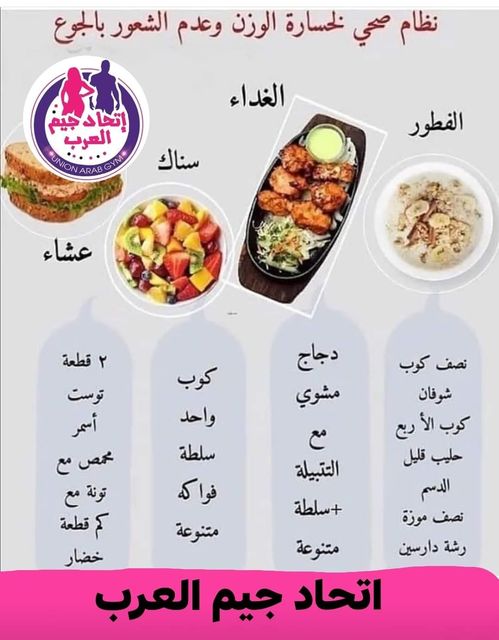 نظام صحي لخسارة الوزن وعدم الشعور بالجوع
إتحاد جيم
العرب
UNION ARAB GYM
الفطور
الغداء
سناك
عشاء
نصف كوب
شوفان
كوب الأ ربع
حليب قليل
الدسم
نصف موزة
رشة دارسين
دجاج
مشوي
مع
التتبيلة
+سلطة
متنوعة
كوب
واحد
سلطة
فواكه
متنوعة
٢ قطعة
توست
أسمر
محمص مع
تونة مع
كم قطعة
خضار
اتحاد جيم العرب